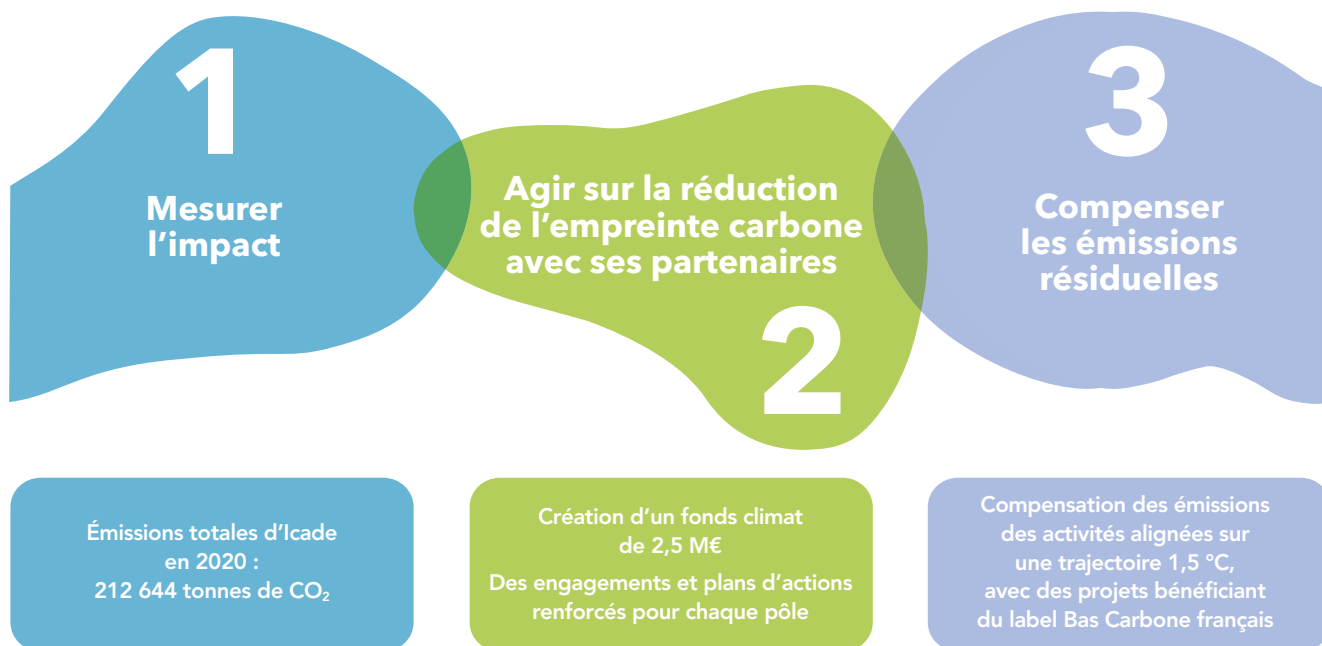 1
Mesurer
l'impact
Agir sur la réduction
de l'empreinte carbone
avec ses partenaires
2
3
Compenser
les émissions
résiduelles
Émissions totales d'Icade
en 2020 :
212 644 tonnes de CO₂
Création d'un fonds climat
de 2,5 M€
Des engagements et plans d'actions
renforcés pour chaque pôle
Compensation des émissions
des activités alignées sur
une trajectoire 1,5 °C,
avec des projets bénéficiant
du label Bas Carbone français